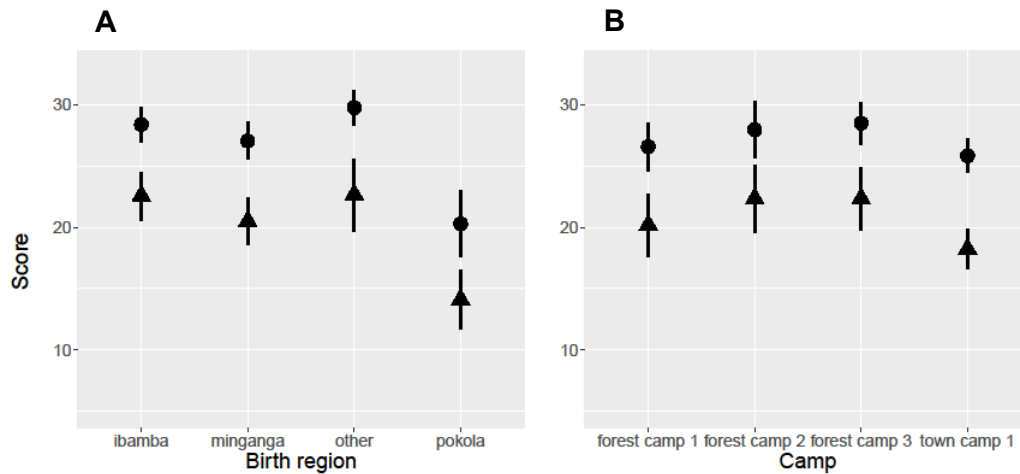 A
B
Score
30
20
10
30
20
10
ibamba minganga other pokola
Birth region
forest camp 1 forest camp 2 forest camp 3 town camp 1
Camp